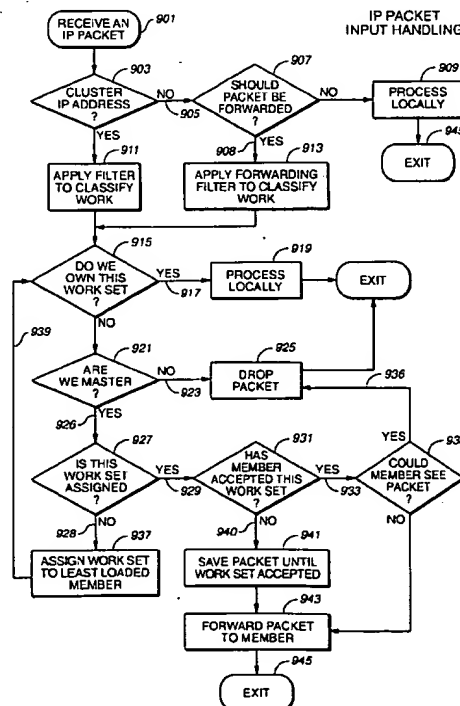 IP PACKET
INPUT HANDLING
RECEIVE AN
IP PACKET
901
903
CLUSTER
IP ADDRESS
?
NO
905
YES
907
SHOULD
PACKET BE
FORWARDED
?
NO
908
YES
909
PROCESS
LOCALLY
EXIT
911
APPLY FILTER
TO CLASSIFY
WORK
913
APPLY FORWARDING
FILTER TO CLASSIFY
WORK
915
DO WE
OWN THIS
WORK SET
?
YES
917
NO
919
PROCESS
LOCALLY
EXIT
939
921
ARE
WE MASTER
?
NO
923
926
YES
925
DROP
PACKET
936
927
IS THIS
WORK SET
ASSIGNED
?
YES
929
928
NO
931
HAS
MEMBER
ACCEPTED THIS
WORK SET
?
YES
933
940
NO
YES
COULD
MEMBER SEE
PACKET
?
NO
937
ASSIGN WORK SET
TO LEAST LOADED
MEMBER
941
SAVE PACKET UNTIL
WORK SET ACCEPTED
943
FORWARD PACKET
TO MEMBER
945
EXIT